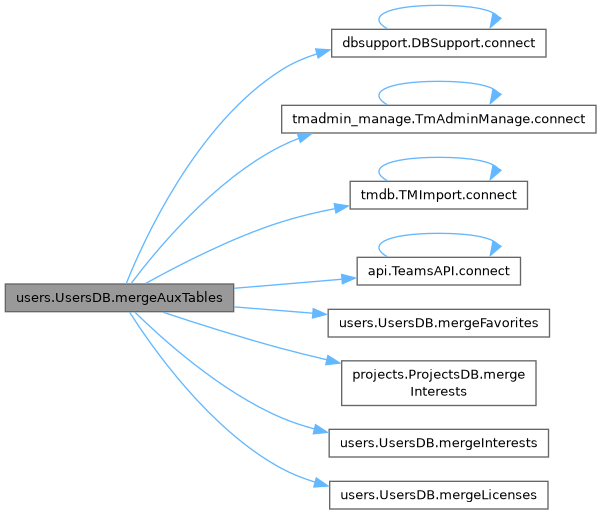 dbsupport.DBSupport.connect
tmadmin_manage.TmAdminManage.connect
tmdb.TMImport.connect
api.TeamsAPI.connect
users.UsersDB.mergeAuxTables
users.UsersDB.mergeFavorites
projects.ProjectsDB.merge
Interests
users.UsersDB.mergeInterests
users.UsersDB.mergeLicenses